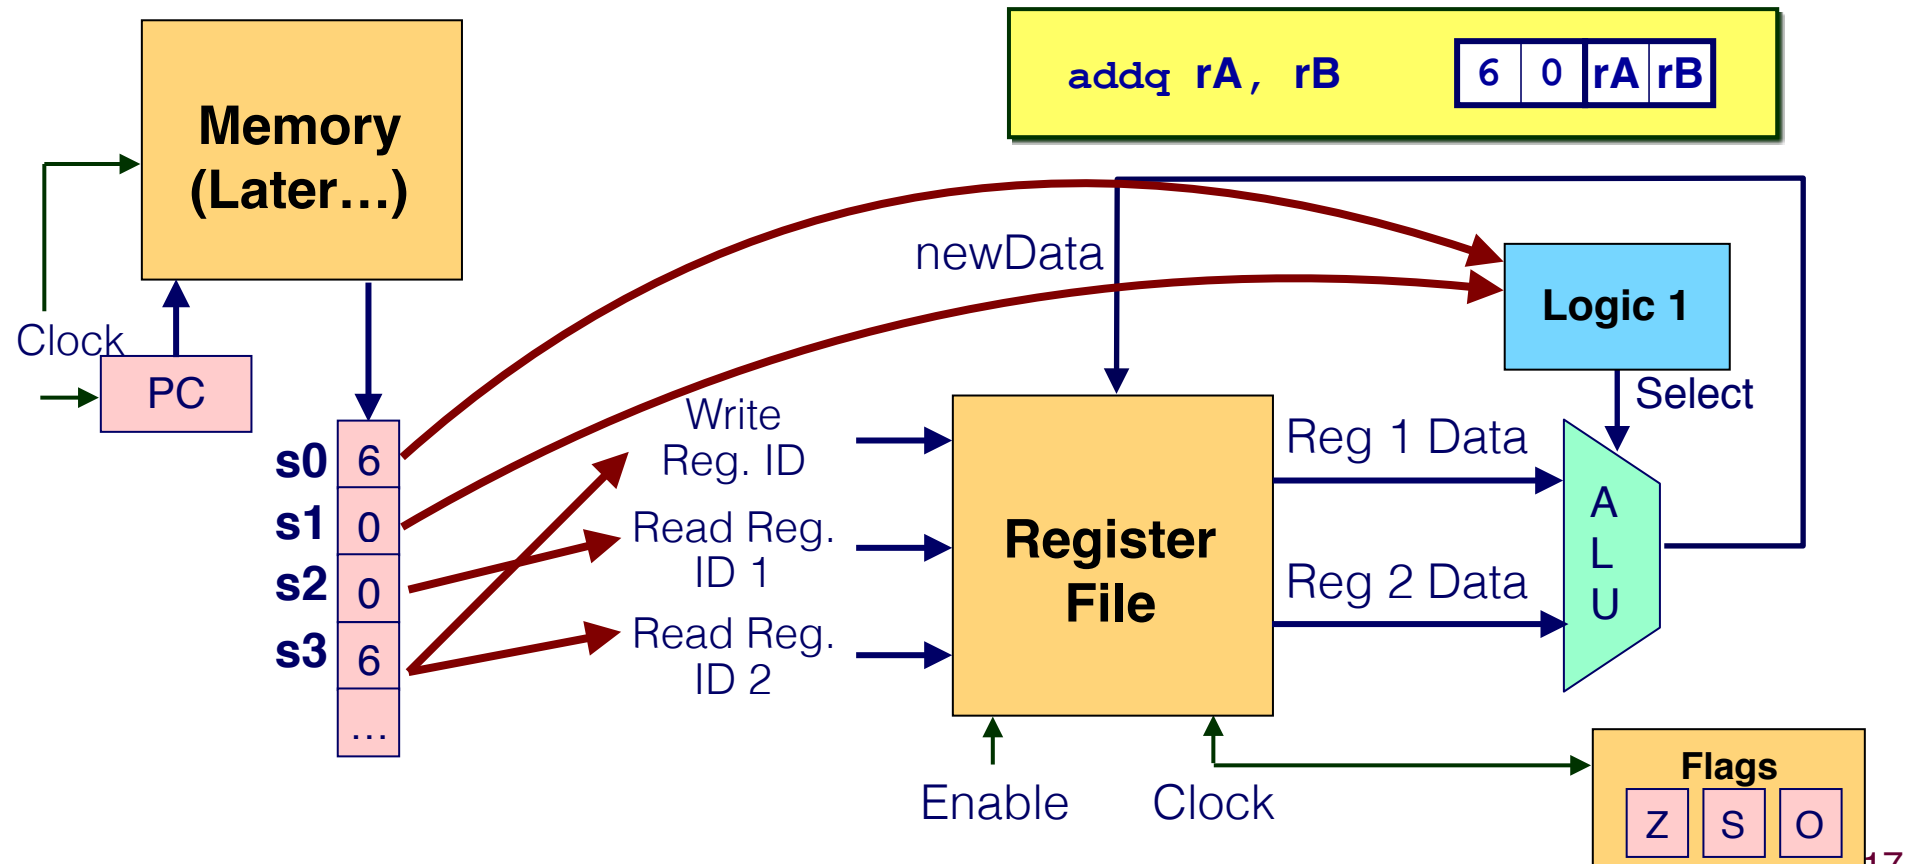 addq rA, rB
6 0 rA rB
Memory
(Later…)
newData
Logic 1
Clock
PC
Select
Write
Reg. ID
Reg 1 Data
s0 6
s1 0
s2 0
s3 6
…
Read Reg.
ID 1
Read Reg.
ID 2
Register
File
Reg 2 Data
A
L
U
Enable
Clock
Flags
Z S O
17